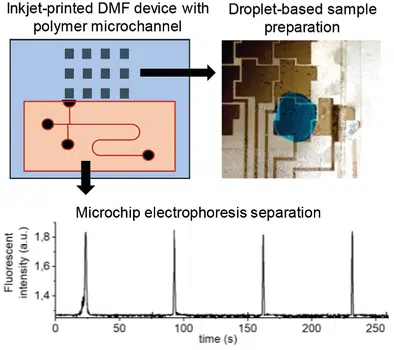 Inkjet-printed DMF device with
polymer microchannel
Droplet-based sample
preparation
Microchip electrophoresis separation
Fluorescent
intensity (a.u.)
1,8
1,6
1,4
0
50
100
150
200
250
time (s)